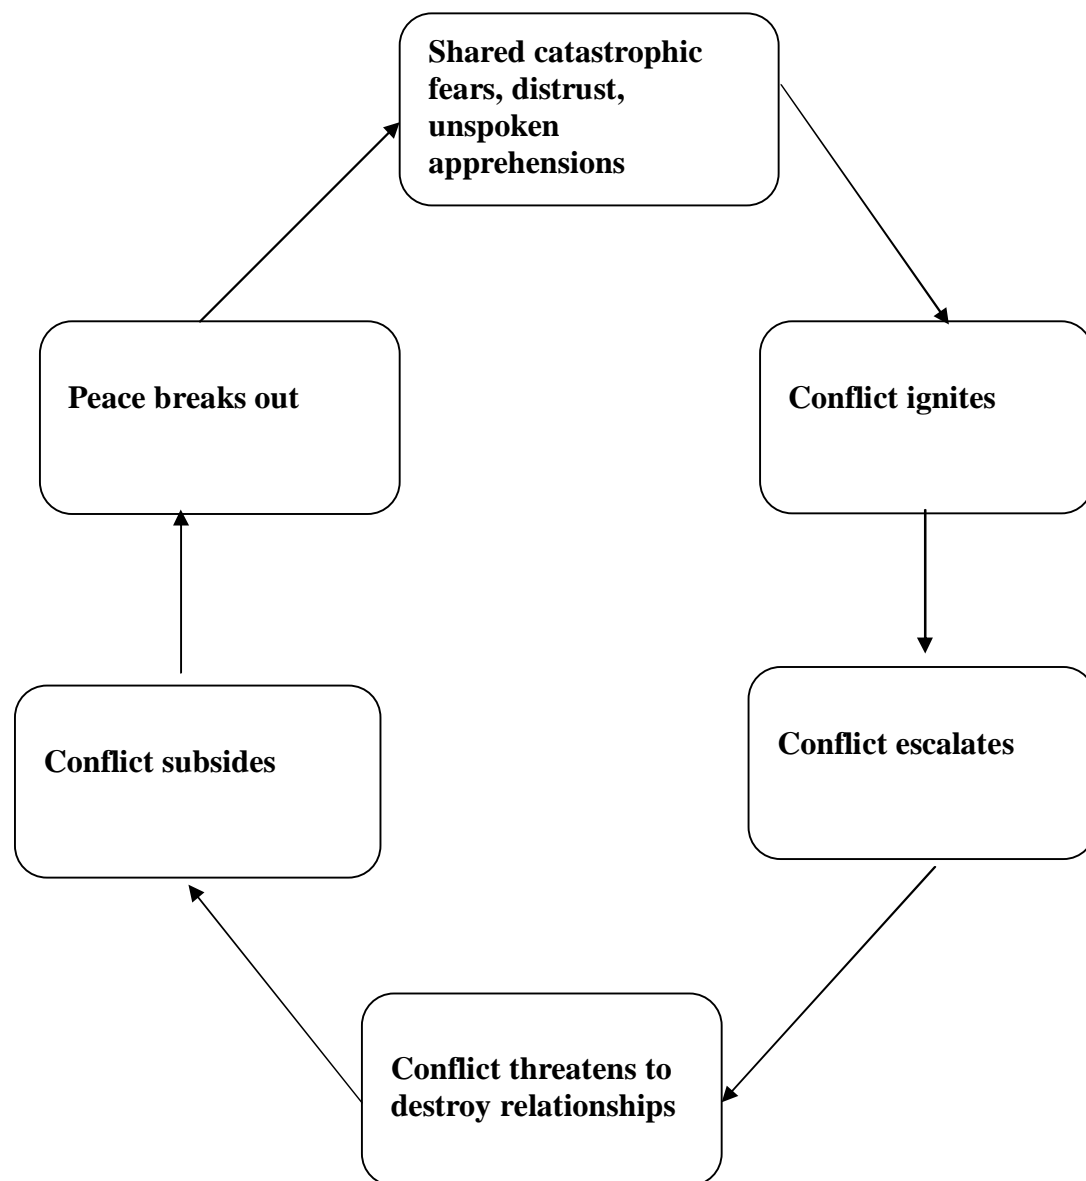 Shared catastrophic
fears, distrust,
unspoken
apprehensions
Conflict ignites
Conflict escalates
Conflict threatens to
destroy relationships
Conflict subsides
Peace breaks out